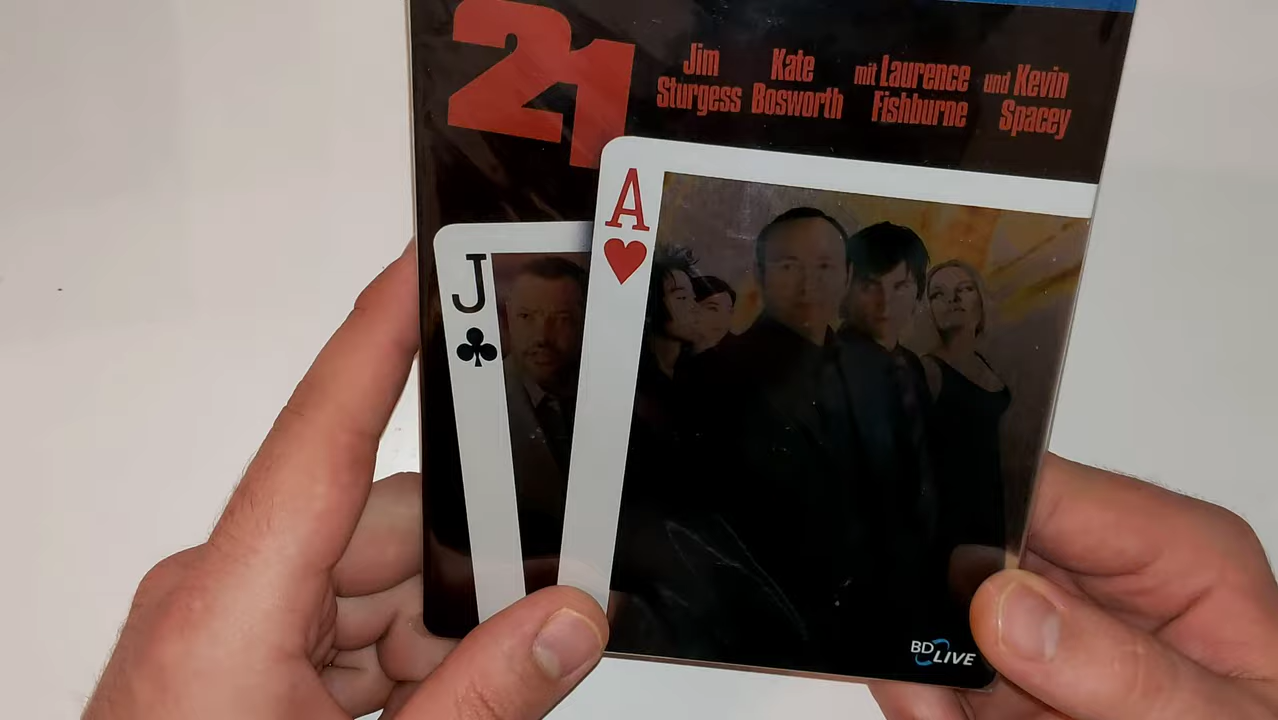 21
Jim Sturgess
Kate Bosworth
mit Laurence Fishburne
und Kevin Spacey
A
J
BD LIVE